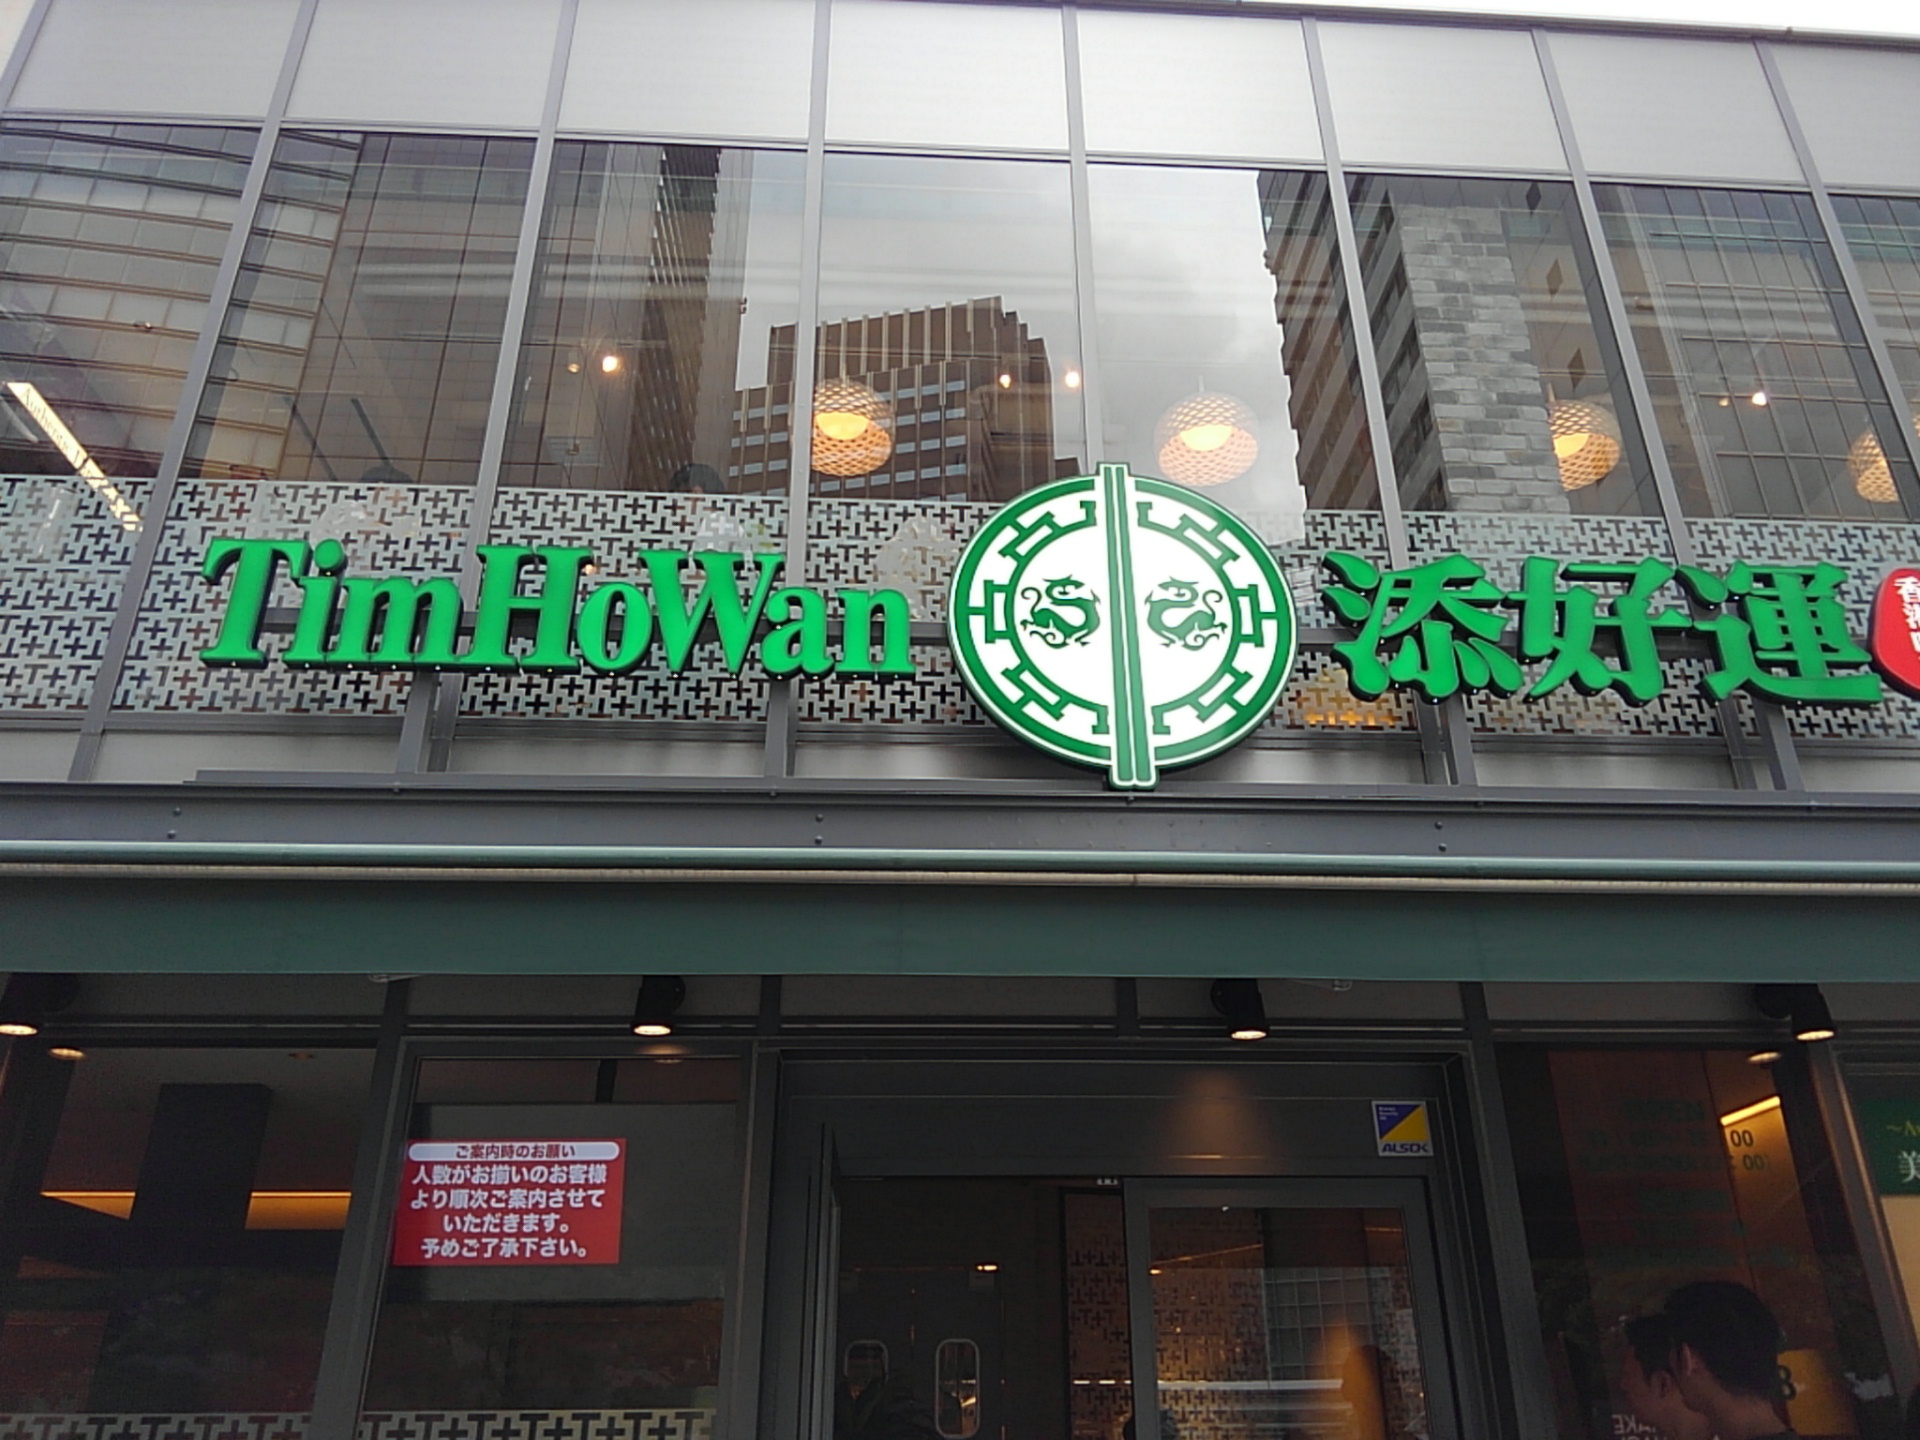 TimHoWan
添好運
ご案内時のお願い
人数がお揃いのお客様
より順次ご案内させて
いただきます。
予めご了承下さい。
ALSOK